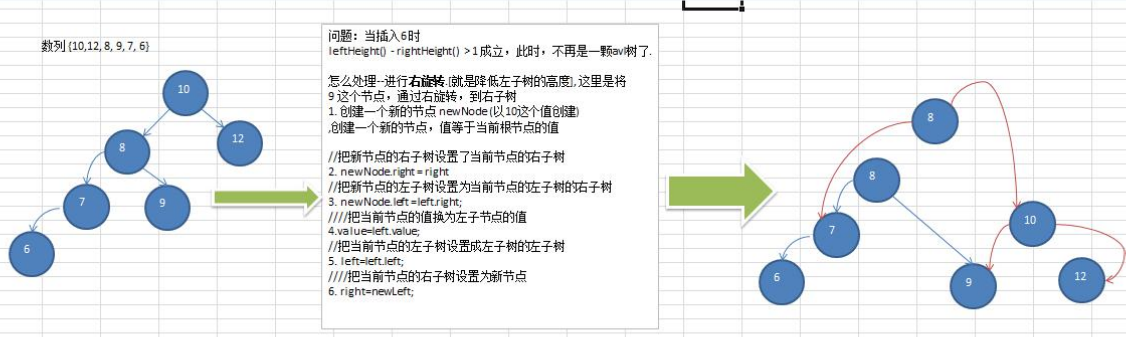 数列 {10,12, 8, 9, 7, 6}
10
8
12
7
9
6
问题：当插入6时
leftHeight() - rightHeight() >1成立，此时，不再是一颗avl树了.
怎么处理--进行右旋转.[就是降低左子树的高度], 这里是将
9 这个节点，通过右旋转，到右子树
1. 创建一个新的节点 newNode (以10这个值创建)
,创建一个新的节点，值等于当前根节点的值
//把新节点的右子树设置了当前节点的右子树
2. newNode.right = right
//把新节点的左子树设置为当前节点的左子树的右子树
3. newNode.left =left.right;
////把当前节点的值换为左子节点的值
4.value=left.value;
//把当前节点的左子树设置成左子树的左子树
5. left=left.left;
////把当前节点的右子树设置为新节点
6. right=newLeft;
8
8
7
10
6
9
12